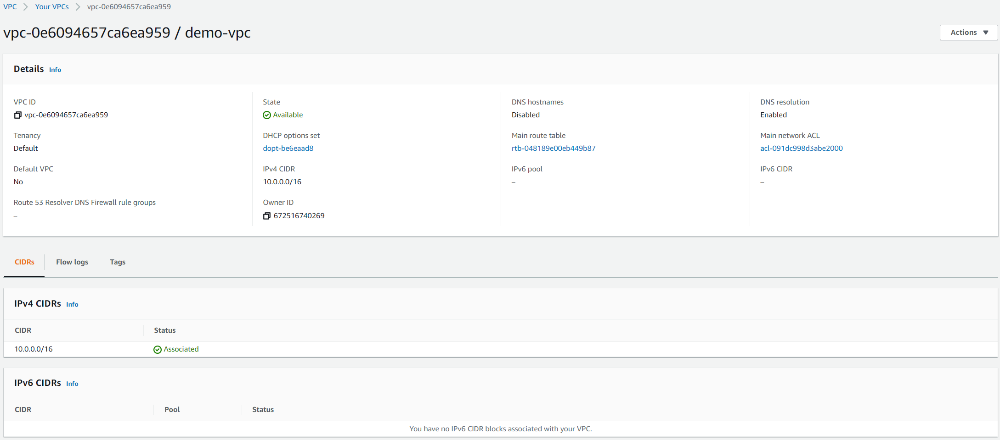 VPC > Your VPCs > vpc-0e6094657ca6ea959
vpc-0e6094657ca6ea959 / demo-vpc
Actions
Details Info
VPC ID
vpc-0e6094657ca6ea959
State
Available
DNS hostnames
Disabled
DNS resolution
Enabled
Tenancy
Default
DHCP options set
dopt-be6eaad8
Main route table
rtb-048189e00eb449b87
Main network ACL
acl-091dc998d3abe2000
Default VPC
No
IPv4 CIDR
10.0.0.0/16
IPv6 pool
–
IPv6 CIDR
–
Route 53 Resolver DNS Firewall rule groups
–
Owner ID
672516740269
CIDRs Flow logs Tags
IPv4 CIDRs Info
CIDR Status
10.0.0.0/16 Associated
IPv6 CIDRs Info
CIDR Pool Status
You have no IPv6 CIDR blocks associated with your VPC.